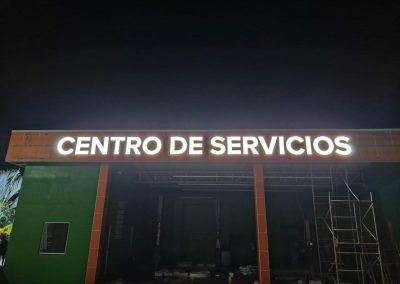 CENTRO DE SERVICIOS